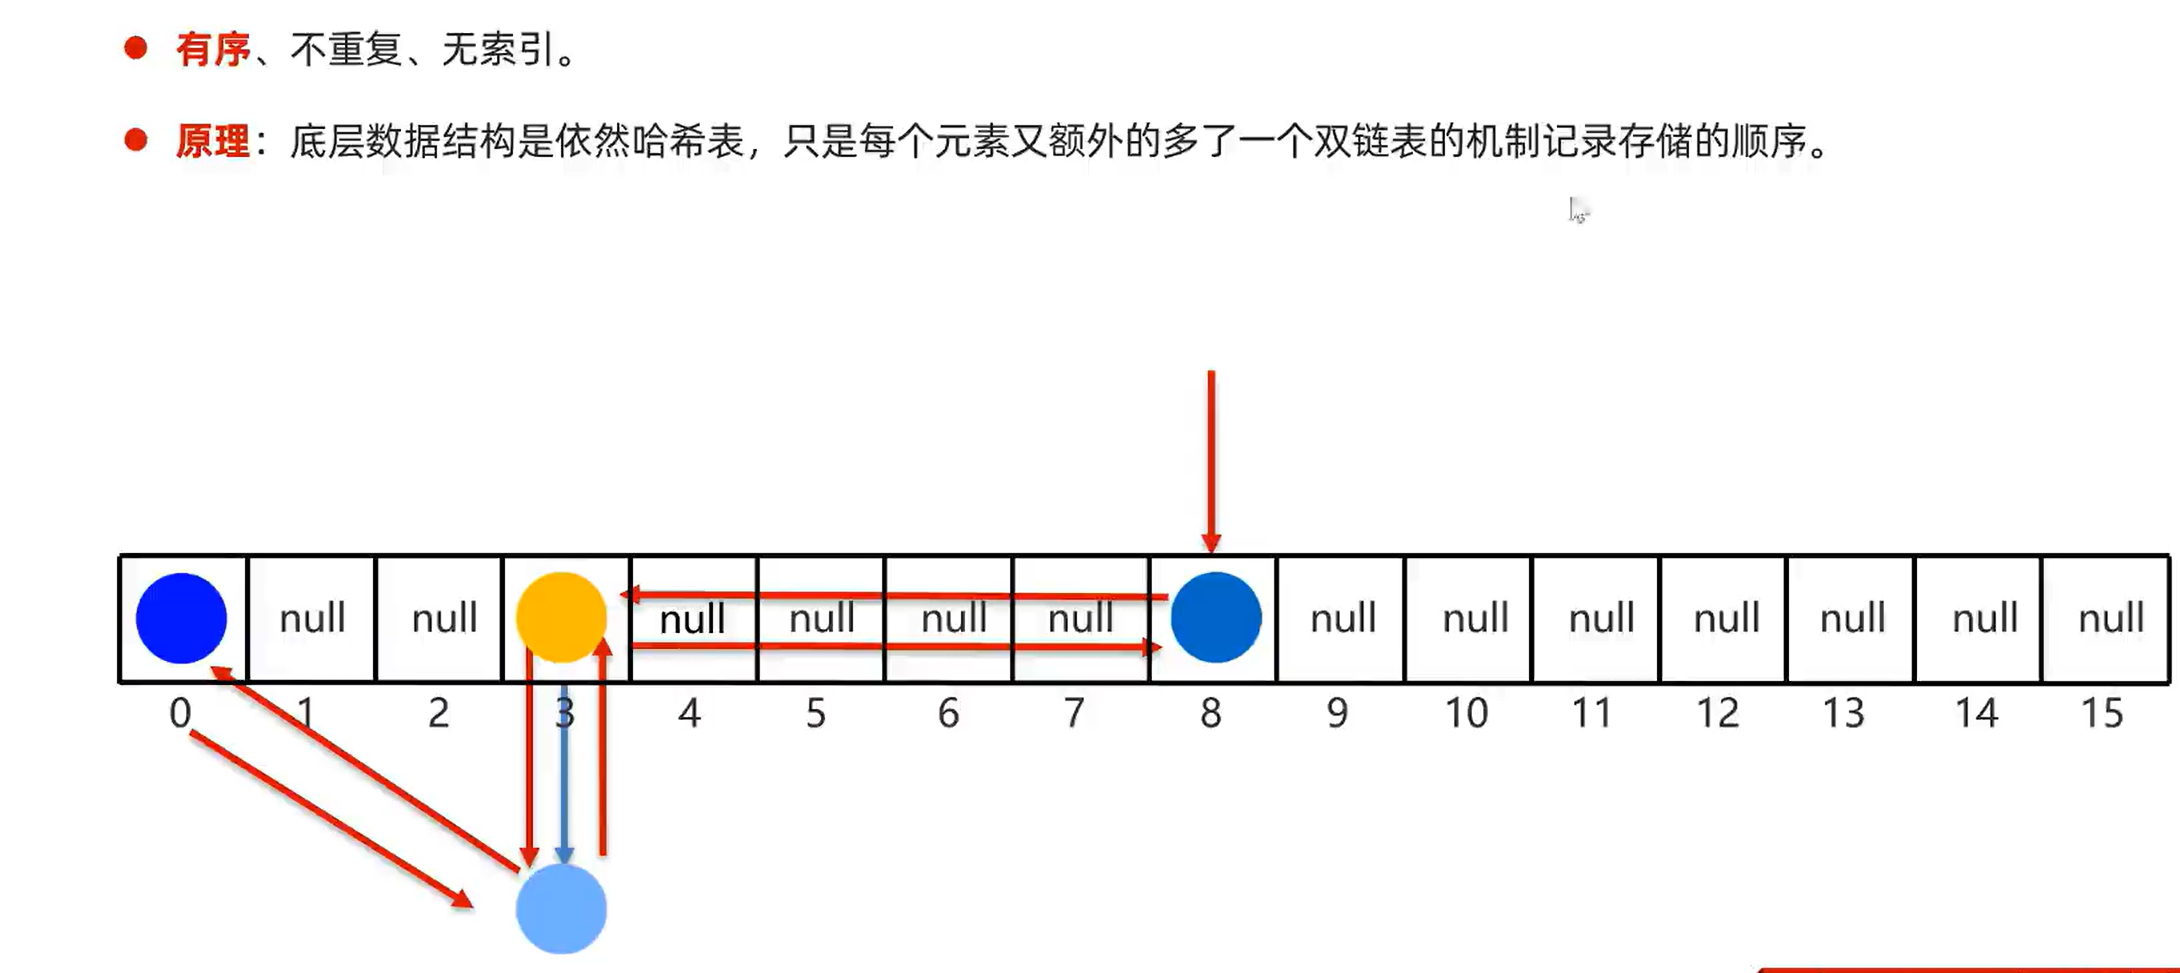 有序、不重复、无索引。
原理：底层数据结构是依然哈希表，只是每个元素又额外的多了一个双链表的机制记录存储的顺序。
null null null null null null null null null null null null null
0 1 2 3 4 5 6 7 8 9 10 11 12 13 14 15